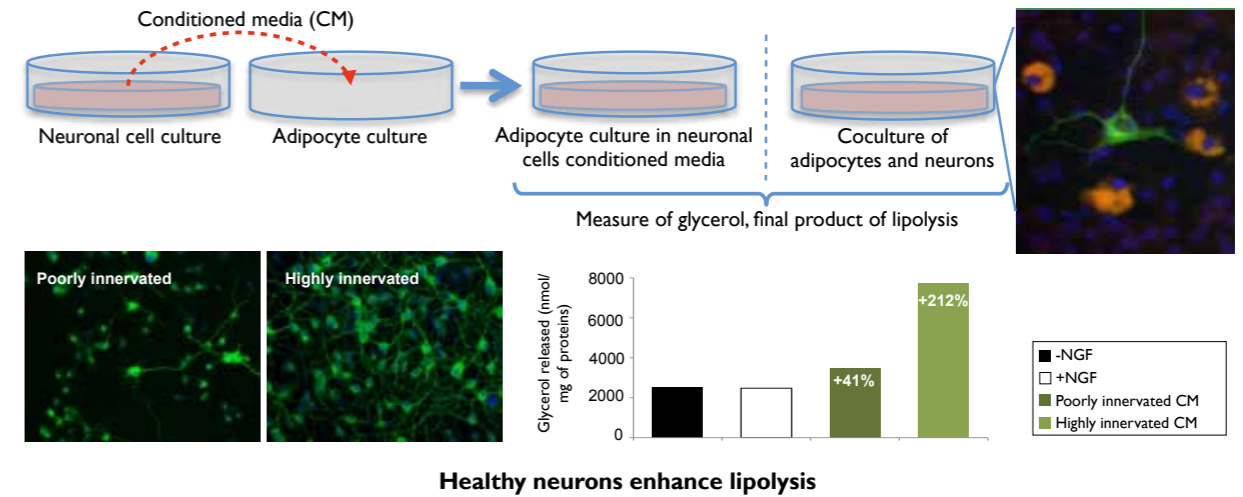 Conditioned media (CM)
Neuronal cell culture
Adipocyte culture
Adipocyte culture in neuronal
cells conditioned media
Coculture of
adipocytes and neurons
Measure of glycerol, final product of lipolysis
Poorly innervated
Highly innervated
Glycerol released (nmol/
mg of proteins)
8000
6000
4000
2000
0
+41%
+212%
-NGF
+NGF
Poorly innervated CM
Highly innervated CM
Healthy neurons enhance lipolysis